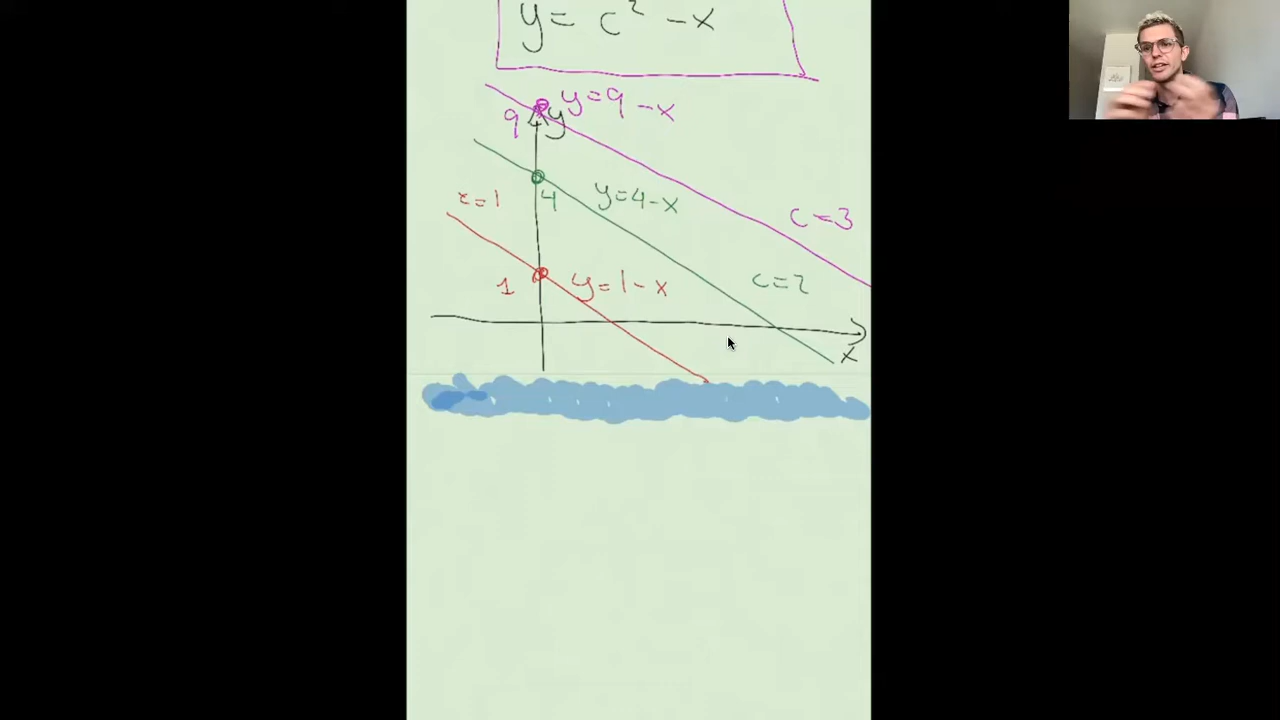 y = c² - x
y = 9 - x
9
y
c = 1
4
y = 4 - x
c = 3
1
y = 1 - x
c = 2
x